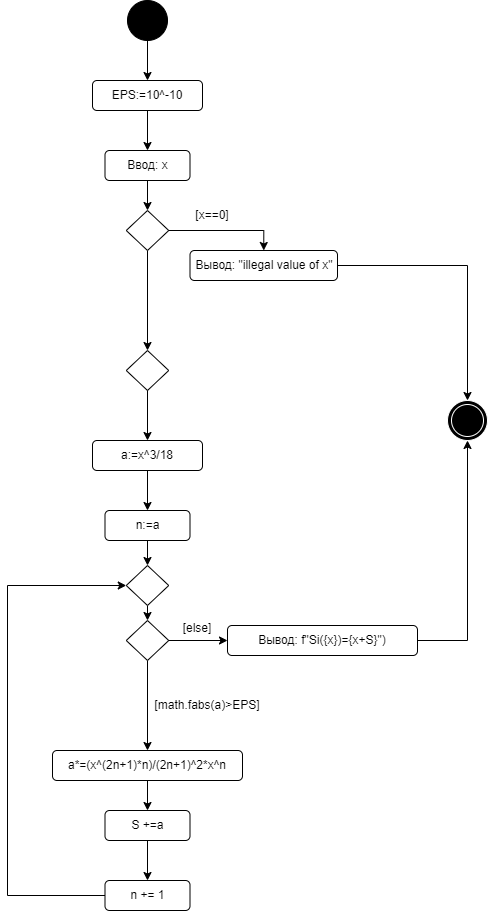 EPS:=10^-10
Ввод: x
[x==0]
Вывод: "illegal value of x"
a:=x^3/18
n:=a
[else]
Вывод: f"Si({x})={x+S}")
[math.fabs(a)>EPS]
a*=(x^(2n+1)*n)/(2n+1)^2*x^n
S +=a
n += 1